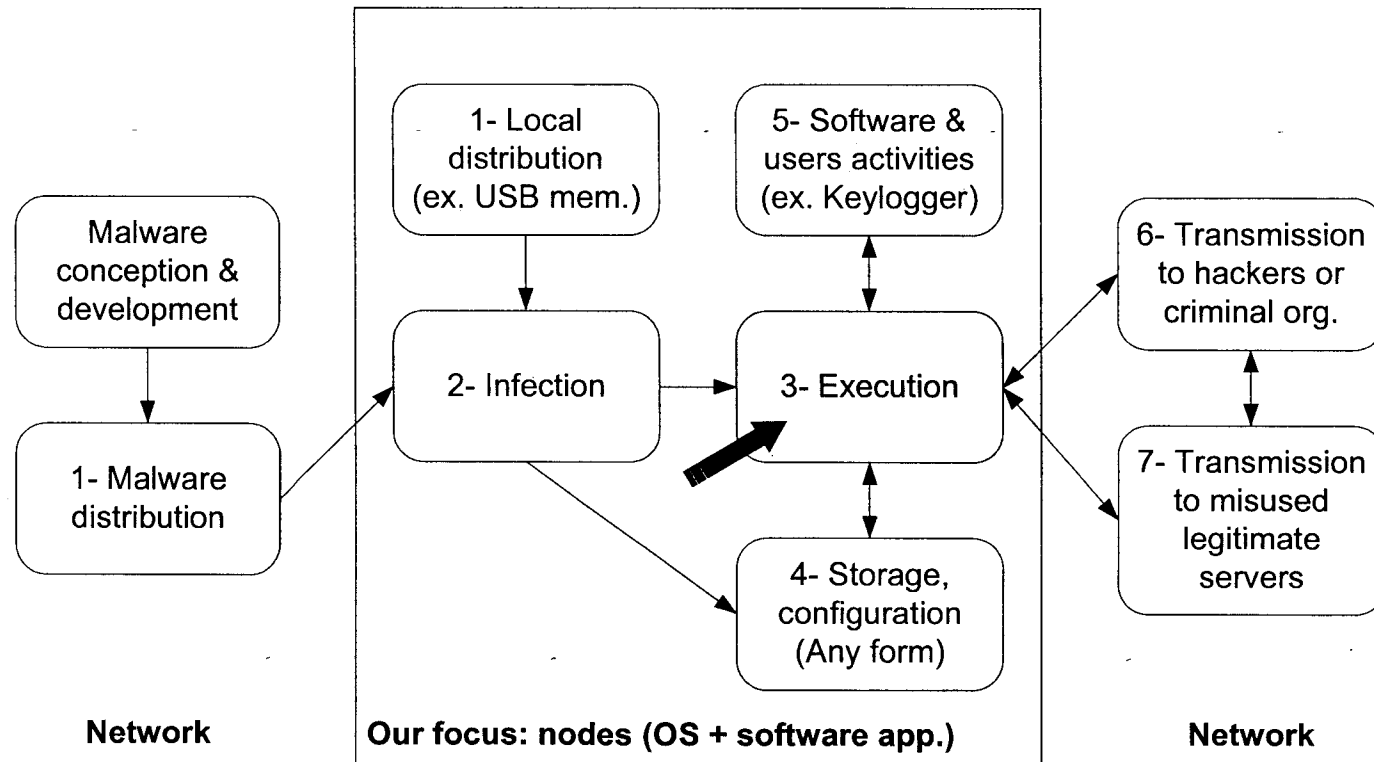 Malware
conception &
development
1- Malware
distribution
Network
1- Local
distribution
(ex. USB mem.)
2- Infection
5- Software &
users activities
(ex. Keylogger)
3- Execution
4- Storage,
configuration
(Any form)
Our focus: nodes (OS + software app.)
6- Transmission
to hackers or
criminal org.
7- Transmission
to misused
legitimate
servers
Network